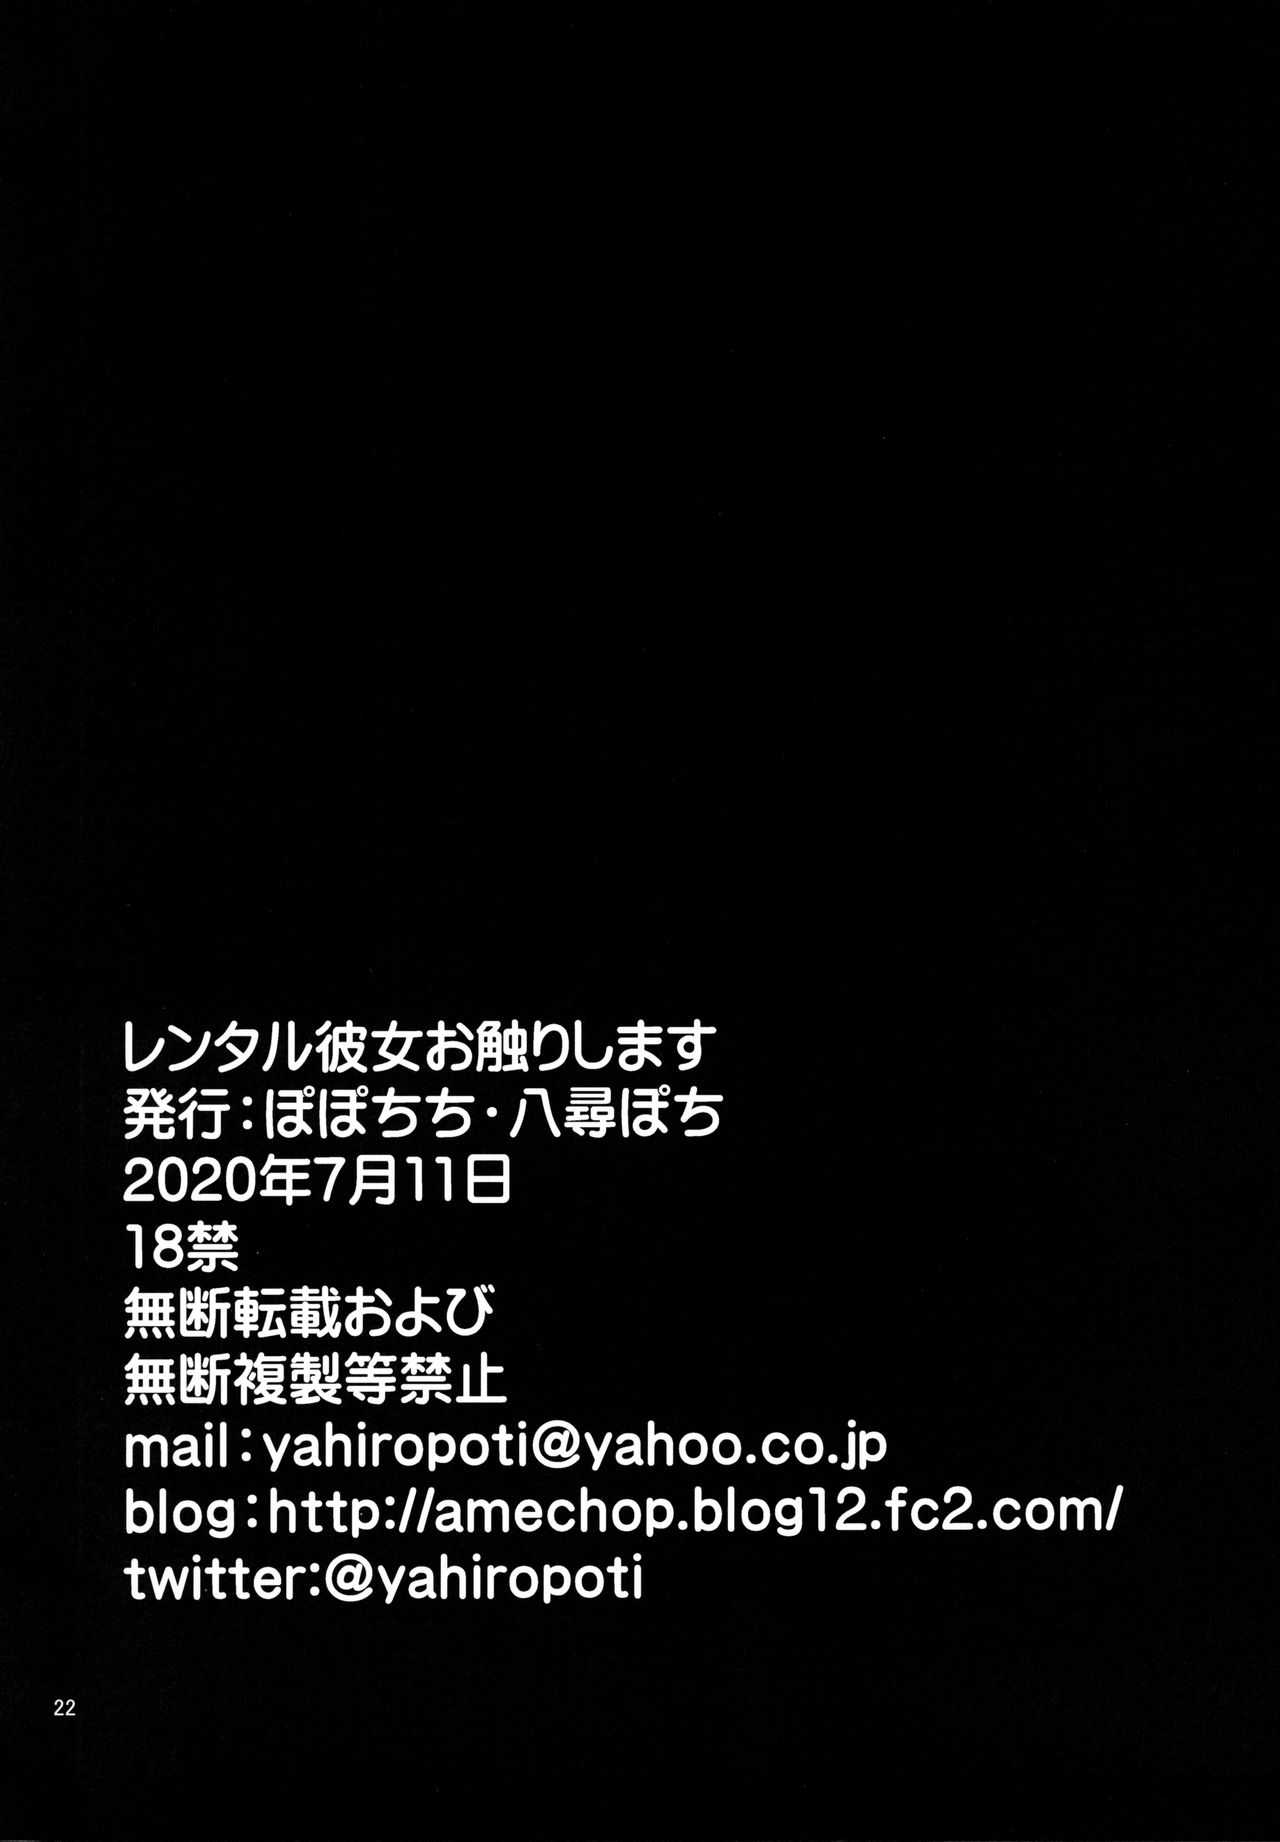 レンタル彼女お触りします
発行：ぽぽちち・八尋ぽち
2020年7月11日
18禁
無断転載および
無断複製等禁止
mail：yahiropoti@yahoo.co.jp
blog：http://amechop.blog12.fc2.com/
twitter:@yahiropoti
22